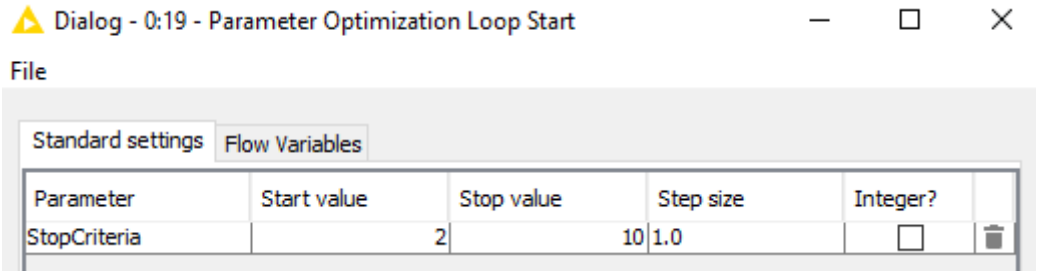 Dialog - 0:19 - Parameter Optimization Loop Start
File
Standard settings Flow Variables
Parameter Start value Stop value Step size Integer?
StopCriteria 2 10 1.0